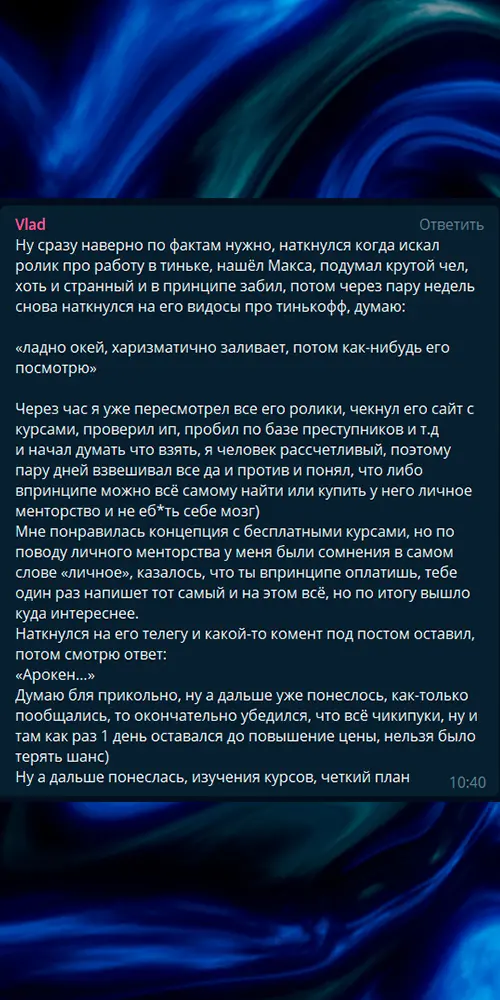 Vlad
Ответить
Ну сразу наверно по фактам нужно, наткнулся когда искал
ролик про работу в тиньке, нашёл Макса, подумал крутой чел,
хоть и странный и в принципе забил, потом через пару недель
снова наткнулся на его видосы про тинькофф, думаю:
«ладно окей, харизматично заливает, потом как-нибудь его
посмотрю»
Через час я уже пересмотрел все его ролики, чекнул его сайт с
курсами, проверил ип, пробил по базе преступников и т.д
и начал думать что взять, я человек рассчетливый, поэтому
пару дней взвешивал все да и против и понял, что либо
впринципе можно всё самому найти или купить у него личное
менторство и не еб*ть себе мозг)
Мне понравилась концепция с бесплатными курсами, но по
поводу личного менторства у меня были сомнения в самом
слове «личное», казалось, что ты впринципе оплатишь, тебе
один раз напишет тот самый и на этом всё, но по итогу вышло
куда интереснее.
Наткнулся на его телегу и какой-то комент под постом оставил,
потом смотрю ответ:
«Арокен...»
Думаю бля прикольно, ну а дальше уже понеслось, как-только
пообщались, то окончательно убедился, что всё чикипуки, ну и
там как раз 1 день оставался до повышение цены, нельзя было
терять шанс)
Ну а дальше понеслась, изучения курсов, четкий план
10:40